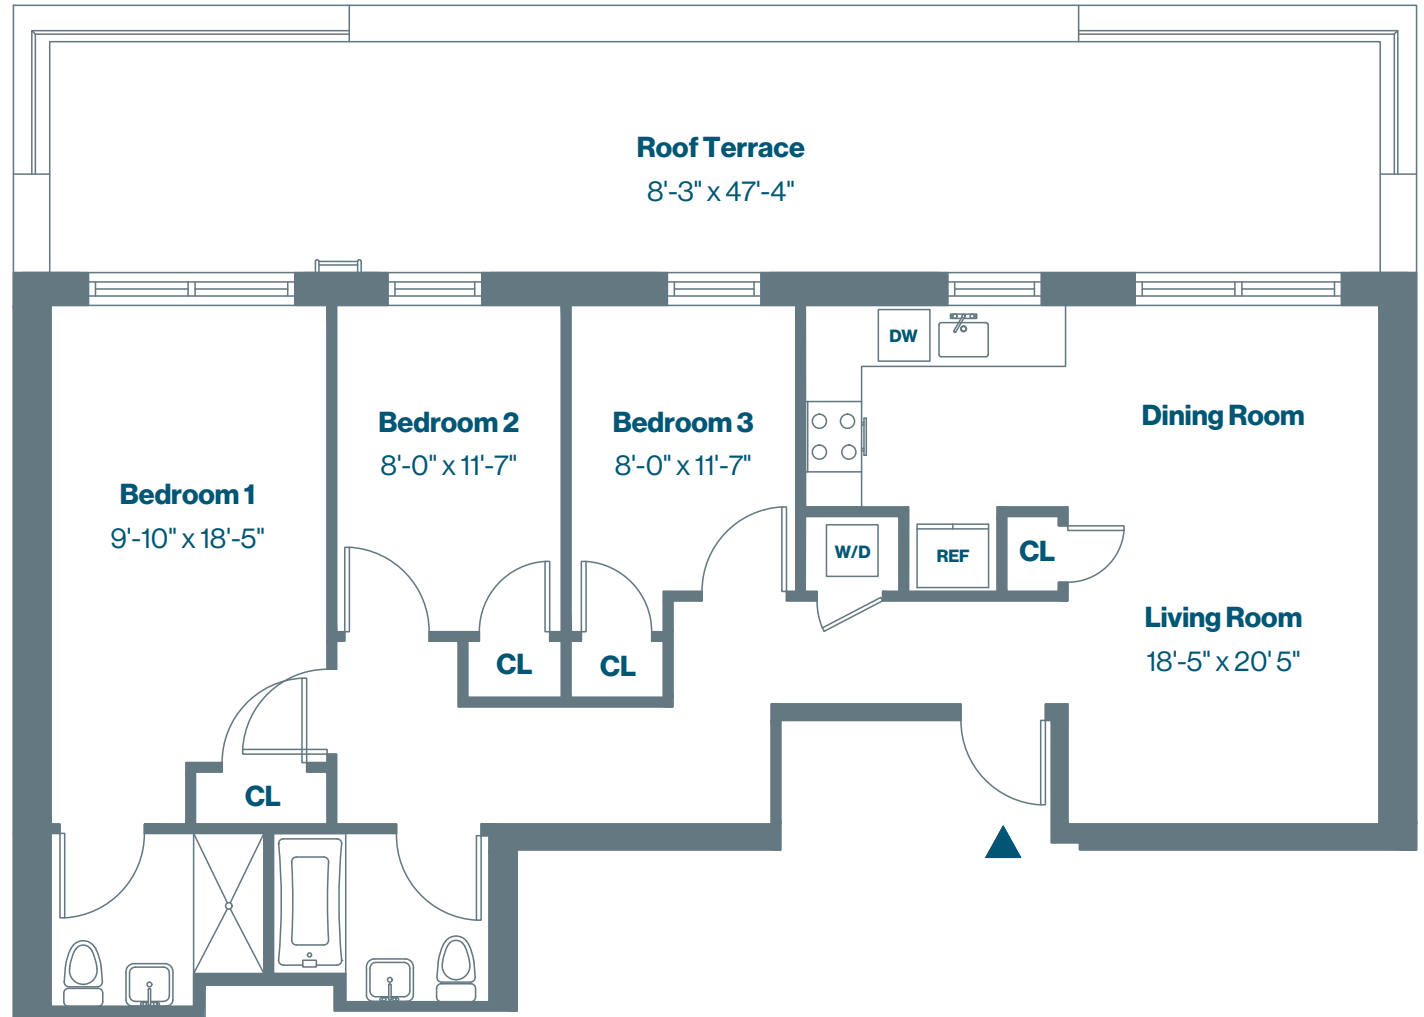 Roof Terrace
8'-3" x 47'-4"
DW
Dining Room
Bedroom 2
8'-0" x 11'-7"
Bedroom 3
8'-0" x 11'-7"
Bedroom 1
9'-10" x 18'-5"
W/D
REF
CL
Living Room
18'-5" x 20' 5"
CL
CL
CL